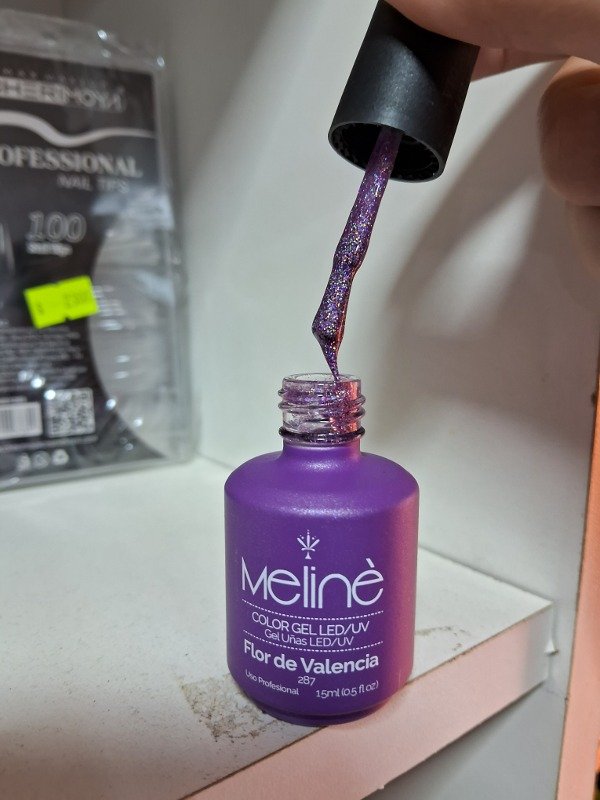 PROFESSIONAL
NAIL TIPS
100
Melinè
COLOR GEL LED/UV
Gel Uñas LED/UV
Flor de Valencia
287
Uso Profesional
15ml (0.5 fl oz)